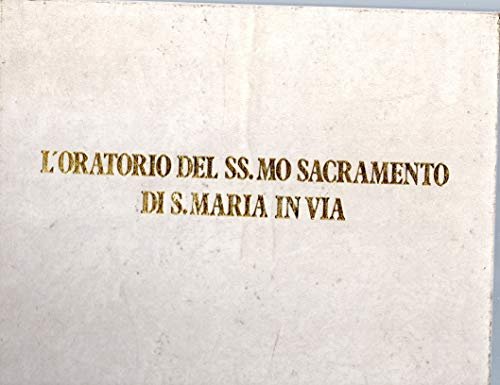 L'ORATORIO DEL SS.MO SACRAMENTO
DI S.MARIA IN VIA